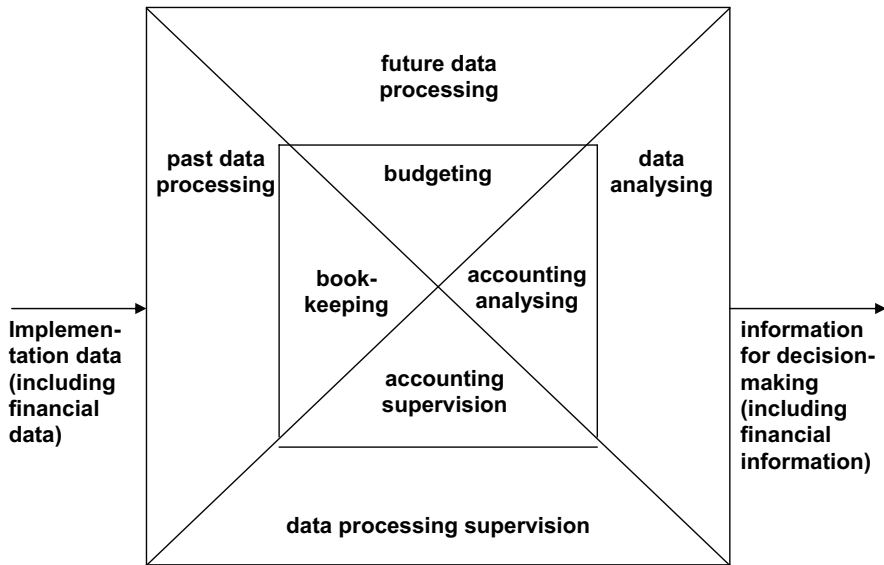 future data
processing
past data
processing
budgeting
data
analysing
book-
keeping
accounting
analysing
Implemen-
tation data
(including
financial
data)
information
for decision-
making
(including
financial
information)
accounting
supervision
data processing supervision